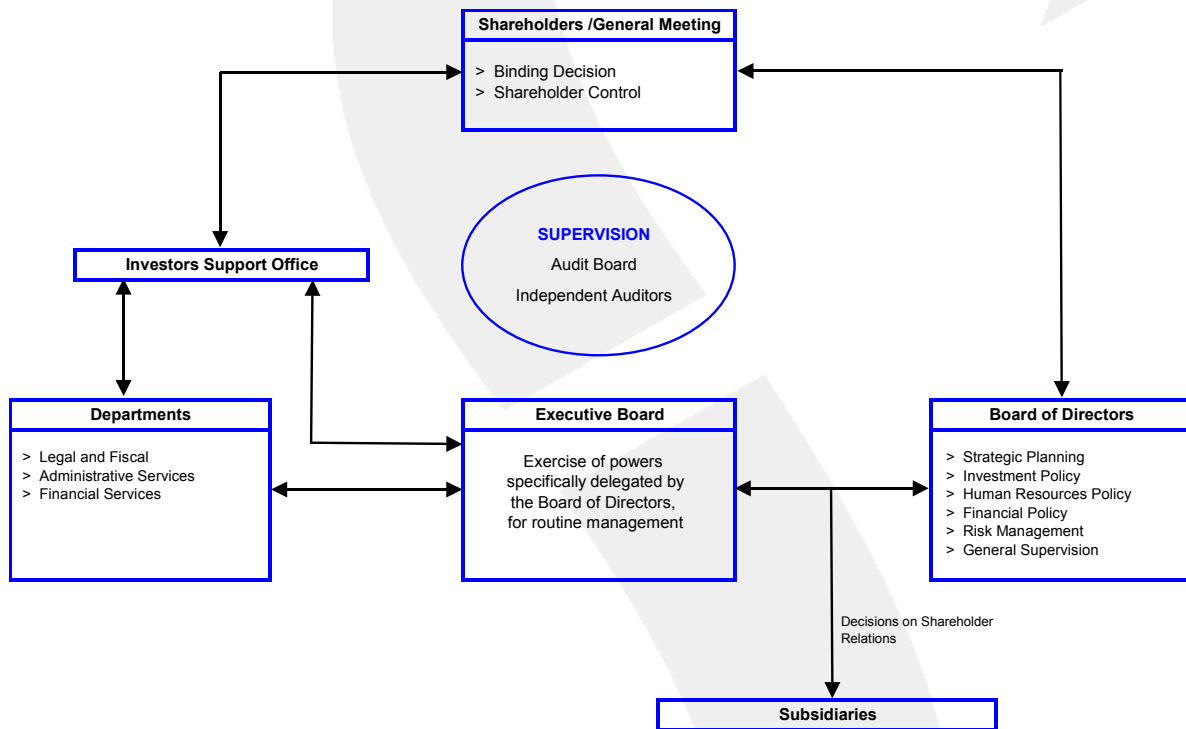 Shareholders /General Meeting
> Binding Decision
> Shareholder Control
SUPERVISION
Audit Board
Independent Auditors
Investors Support Office
Departments
> Legal and Fiscal
> Administrative Services
> Financial Services
Executive Board
Exercise of powers
specifically delegated by
the Board of Directors,
for routine management
Board of Directors
> Strategic Planning
> Investment Policy
> Human Resources Policy
> Financial Policy
> Risk Management
> General Supervision
Decisions on Shareholder
Relations
Subsidiaries